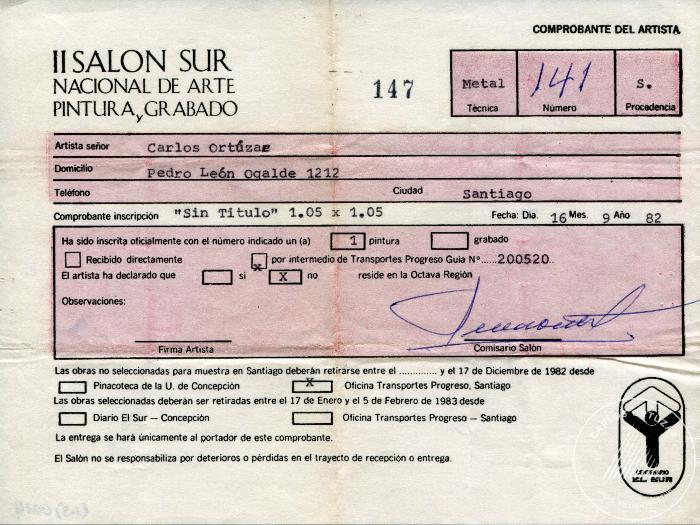 COMPROBANTE DEL ARTISTA
II SALON SUR
NACIONAL DE ARTE
PINTURA y GRABADO
147
Metal 141 S.
Técnica Número Procedencia
Artista señor Carlos Ortúzar
Domicilio Pedro León Ogalde 1212
Teléfono Ciudad Santiago
Comprobante inscripción "Sin Titulo" 1.05 x 1.05 Fecha: Dia. 16 Mes. 9 Año 82
Ha sido inscrita oficialmente con el número indicado un (a) 1 pintura grabado
Recibido directamente x por intermedio de Transportes Progreso Guia Nº......200520..
El artista ha declarado que si X no reside en la Octava Región
Observaciones:
Firma Artista Comisario Salón
Las obras no seleccionadas para muestra en Santiago deberán retirarse entre el .............. y el 17 de Diciembre de 1982 desde
Pinacoteca de la U. de Concepción X Oficina Transportes Progreso, Santiago
Las obras seleccionadas deberán ser retiradas entre el 17 de Enero y el 5 de Febrero de 1983 desde
Diario El Sur — Concepción Oficina Transportes Progreso — Santiago
La entrega se hará únicamente al portador de este comprobante.
El Salón no se responsabiliza por deterioros o pérdidas en el trayecto de recepción o entrega.
CENTENARIO
EL SUR